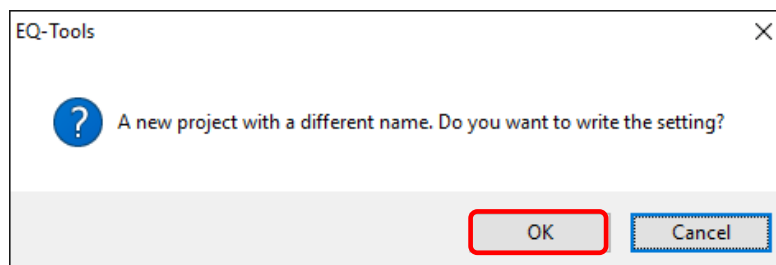 EQ-Tools
A new project with a different name. Do you want to write the setting?
OK
Cancel